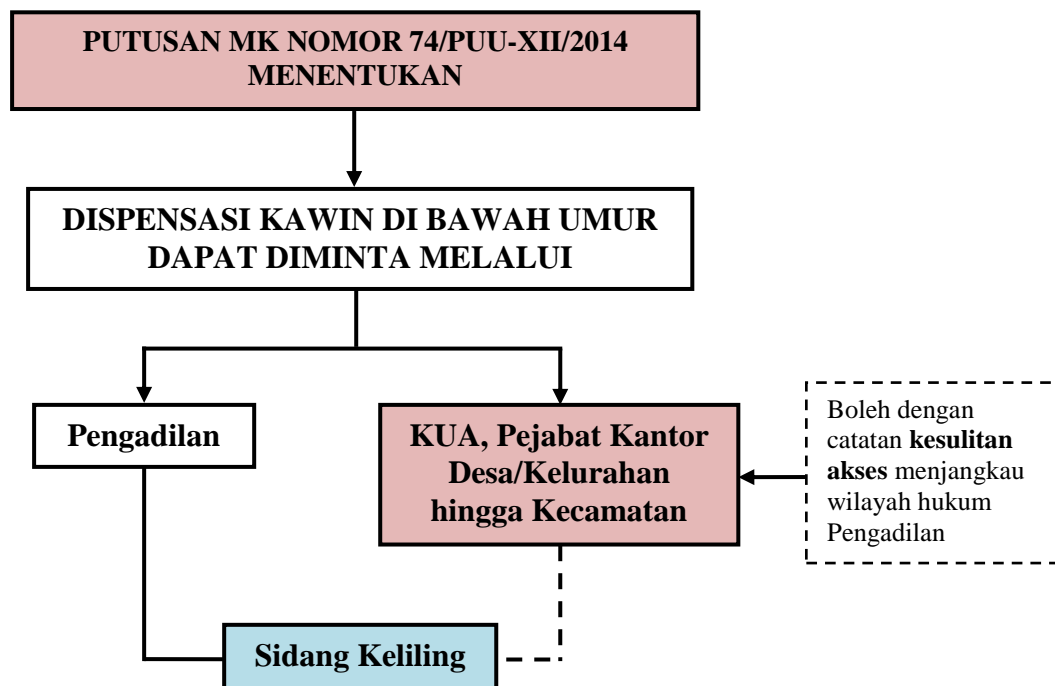 PUTUSAN MK NOMOR 74/PUU-XII/2014
MENENTUKAN
DISPENSASI KAWIN DI BAWAH UMUR
DAPAT DIMINTA MELALUI
Pengadilan
KUA, Pejabat Kantor
Desa/Kelurahan
hingga Kecamatan
Boleh dengan
catatan kesulitan
akses menjangkau
wilayah hukum
Pengadilan
Sidang Keliling